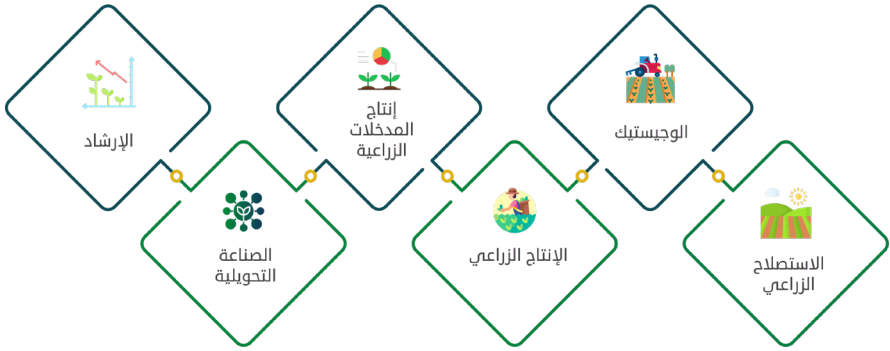 الاستصلاح
الزراعي
الوجيستيك
الإنتاج الزراعي
إنتاج
المدخلات
الزراعية
الصناعة
التحويلية
الإرشاد